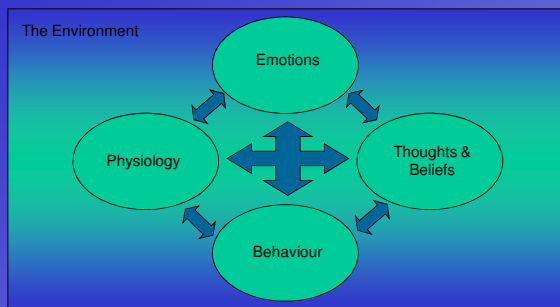 The Environment
Emotions
Physiology
Thoughts &
Beliefs
Behaviour